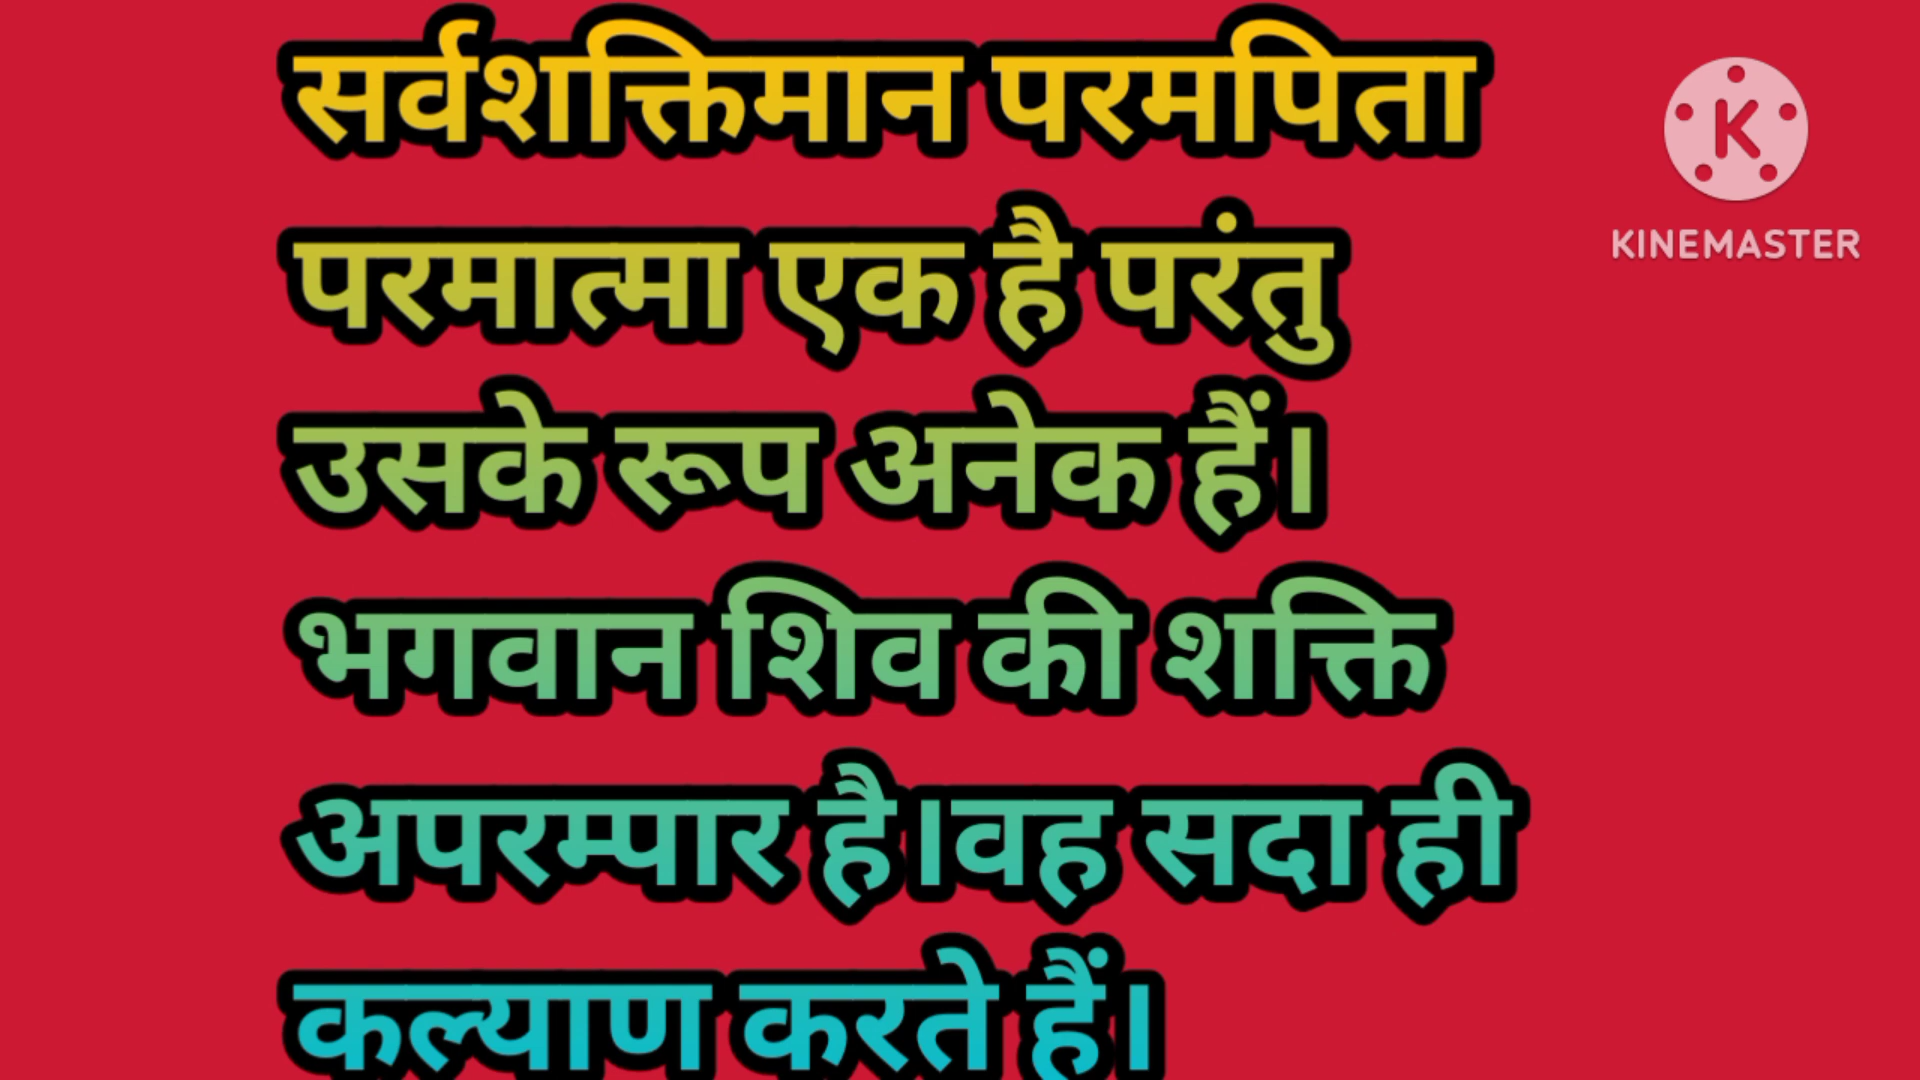 सर्वशक्तिमान परमपिता
परमात्मा एक है परंतु
उसके रूप अनेक हैं।
भगवान शिव की शक्ति
अपरम्पार है।वह सदा ही
कल्याण करते हैं।
K
KINEMASTER